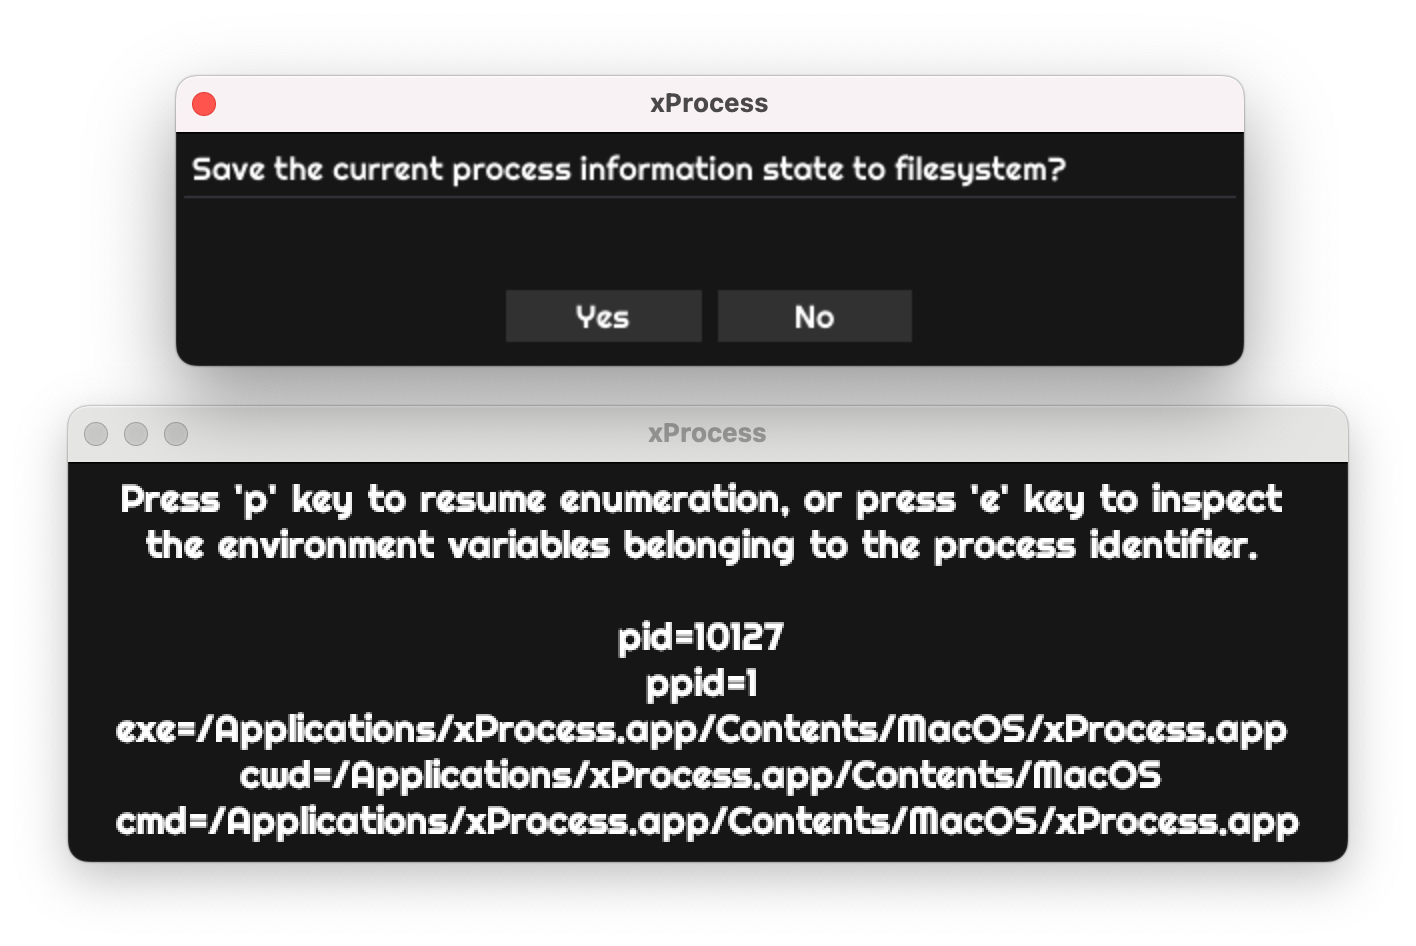 xProcess
Save the current process information state to filesystem?
Yes No
xProcess
Press 'p' key to resume enumeration, or press 'e' key to inspect
the environment variables belonging to the process identifier.
pid=10127
ppid=1
exe=/Applications/xProcess.app/Contents/MacOS/xProcess.app
cwd=/Applications/xProcess.app/Contents/MacOS
cmd=/Applications/xProcess.app/Contents/MacOS/xProcess.app